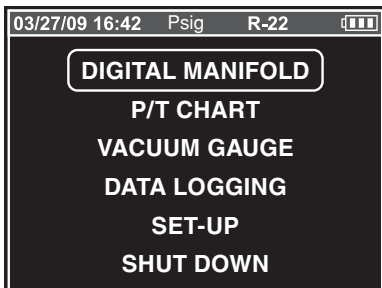 03/27/09 16:42 Psig R-22
DIGITAL MANIFOLD
P/T CHART
VACUUM GAUGE
DATA LOGGING
SET-UP
SHUT DOWN